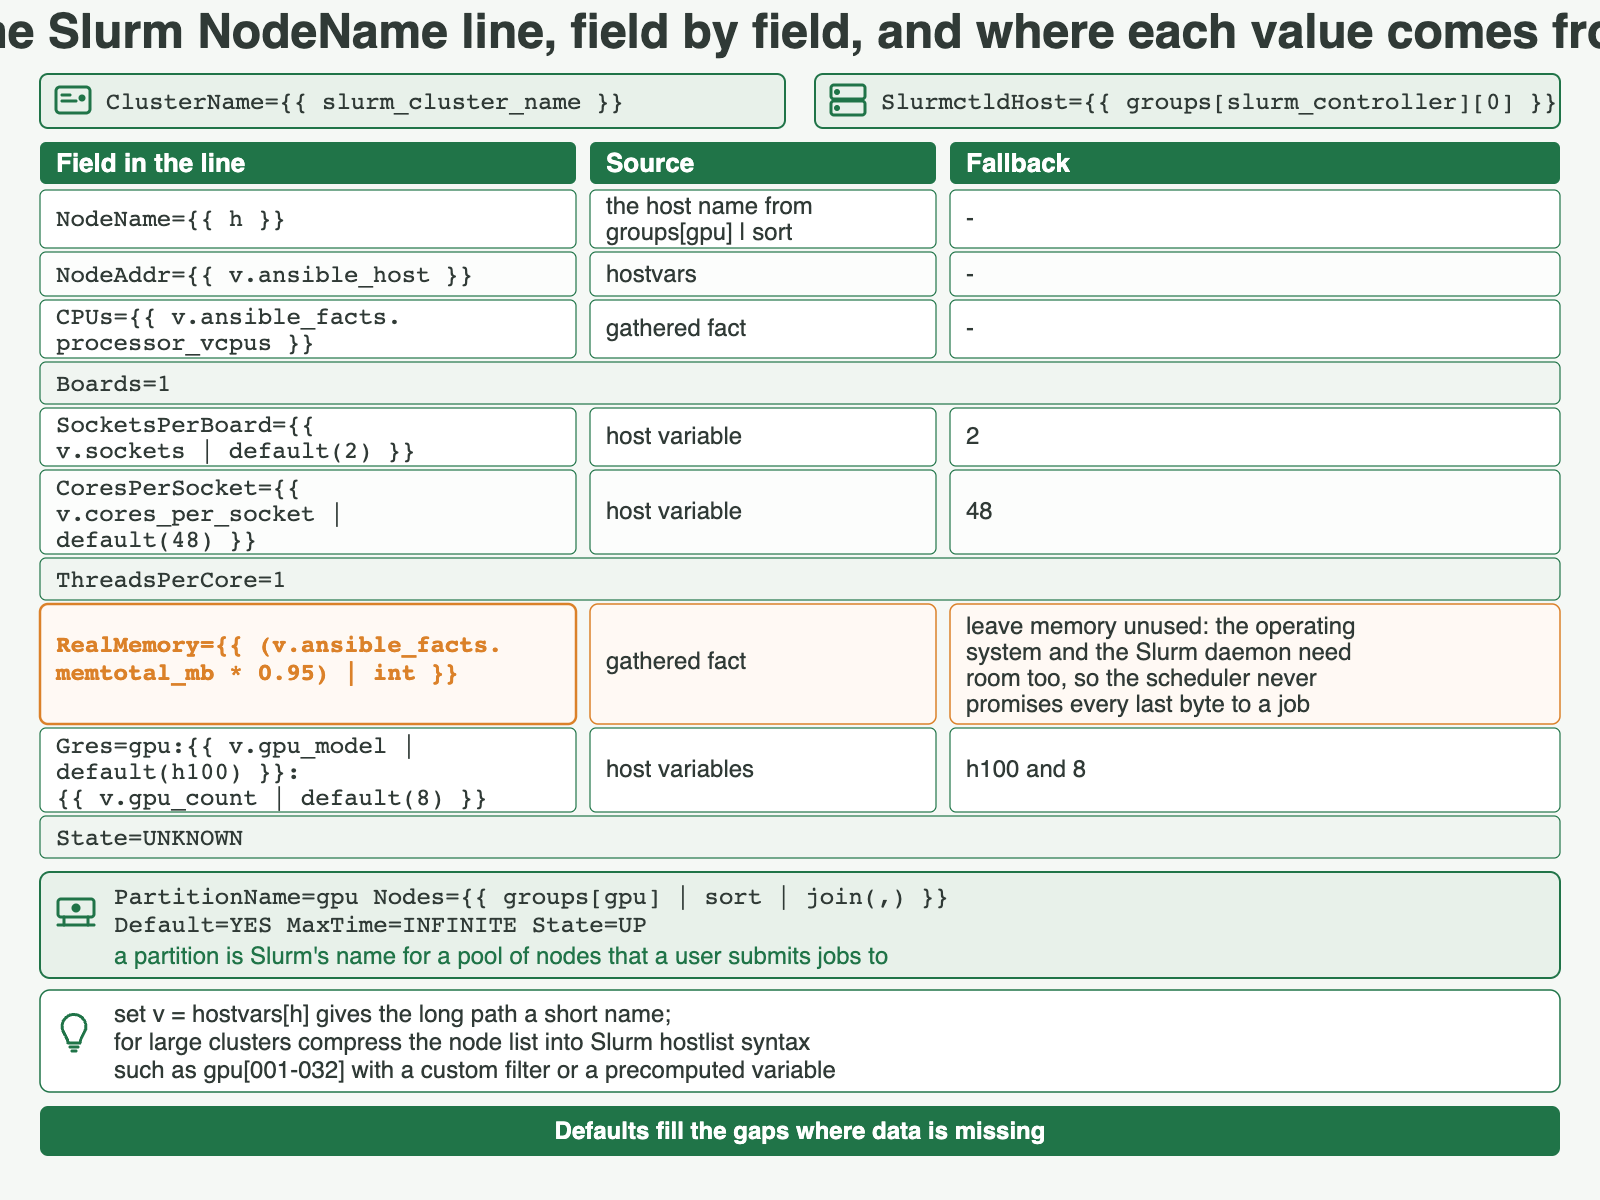 ne Slurm NodeName line, field by field, and where each value comes fro
ClusterName={{ slurm_cluster_name }}
SlurmctldHost={{ groups[slurm_controller][0] }}
Field in the line
Source
Fallback
NodeName={{ h }}
the host name from
groups[gpu] | sort
-
NodeAddr={{ v.ansible_host }}
hostvars
-
CPUs={{ v.ansible_facts.
processor_vcpus }}
gathered fact
-
Boards=1
SocketsPerBoard={{
v.sockets | default(2) }}
host variable
2
CoresPerSocket={{
v.cores_per_socket |
default(48) }}
host variable
48
ThreadsPerCore=1
RealMemory={{ (v.ansible_facts.
memtotal_mb * 0.95) | int }}
gathered fact
leave memory unused: the operating
system and the Slurm daemon need
room too, so the scheduler never
promises every last byte to a job
Gres=gpu:{{ v.gpu_model |
default(h100) }}:
{{ v.gpu_count | default(8) }}
host variables
h100 and 8
State=UNKNOWN
PartitionName=gpu Nodes={{ groups[gpu] | sort | join(,) }}
Default=YES MaxTime=INFINITE State=UP
a partition is Slurm's name for a pool of nodes that a user submits jobs to
set v = hostvars[h] gives the long path a short name;
for large clusters compress the node list into Slurm hostlist syntax
such as gpu[001-032] with a custom filter or a precomputed variable
Defaults fill the gaps where data is missing